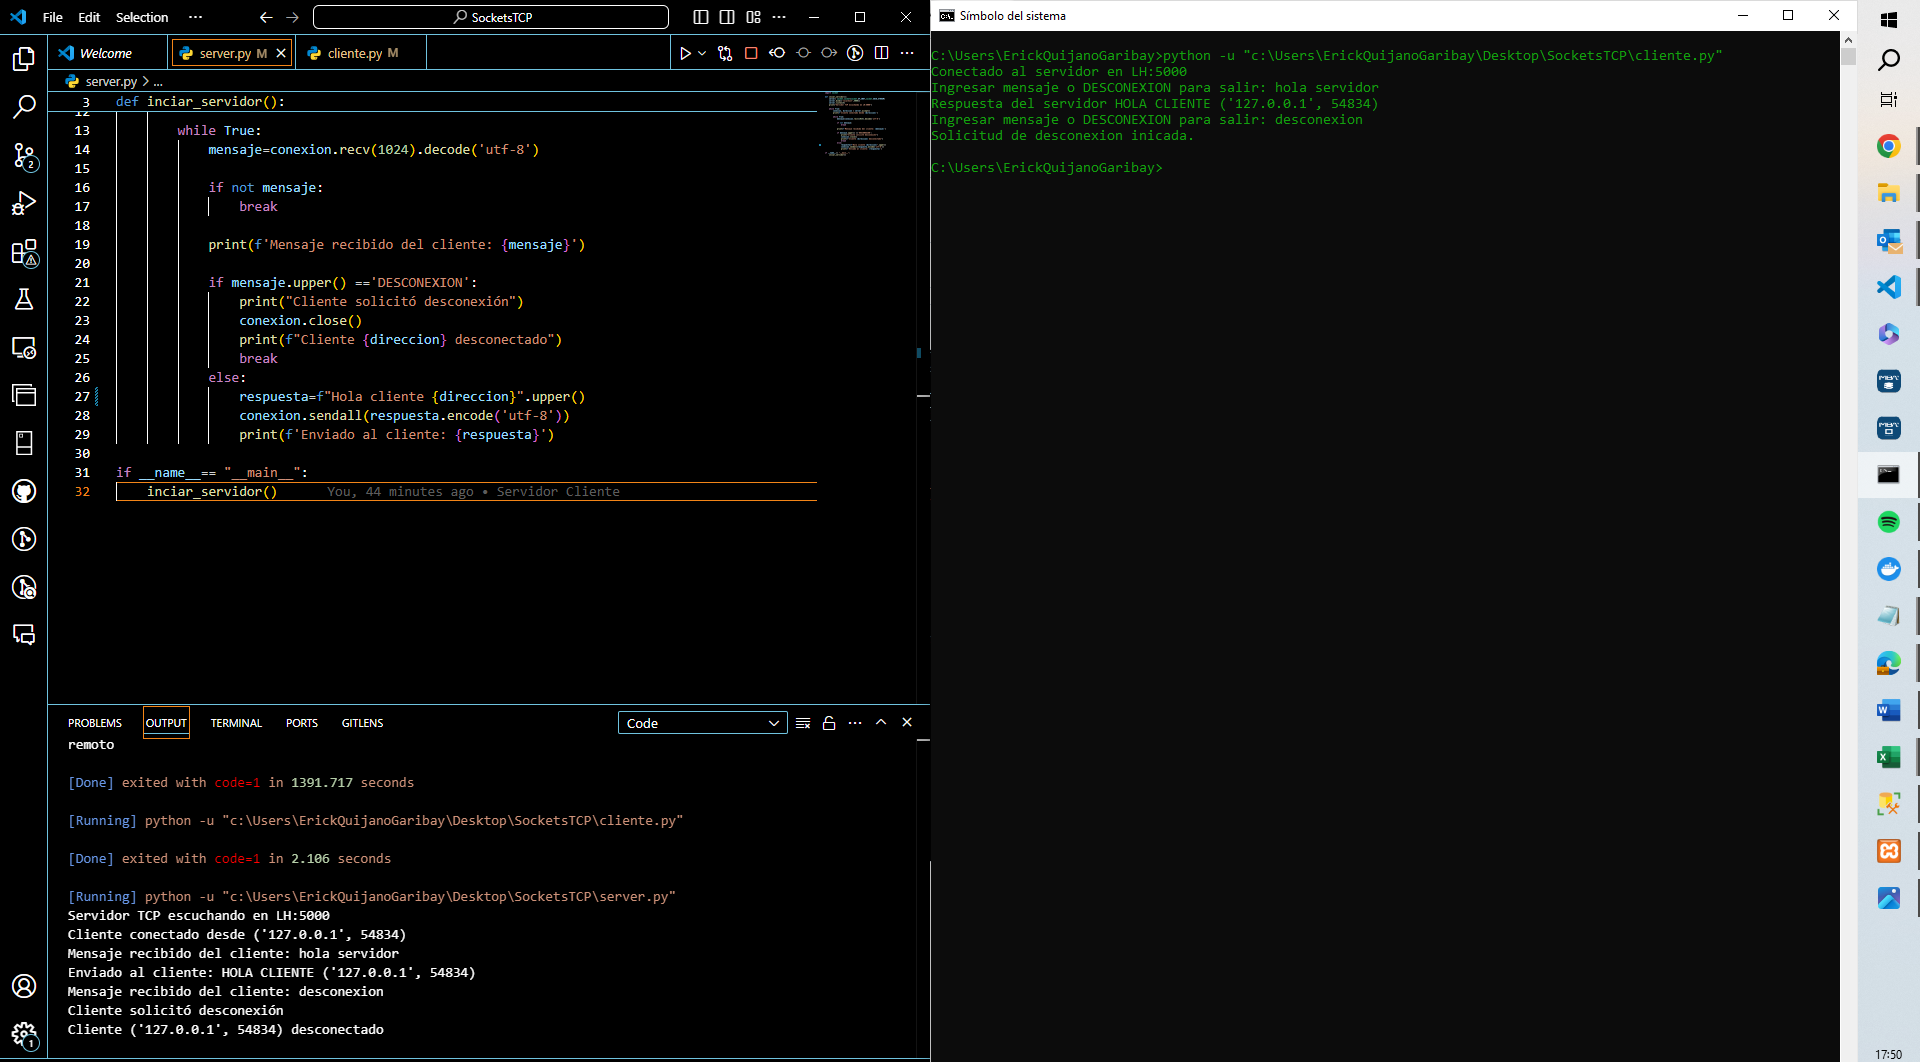 File Edit Selection ··· SocketsTCP
Welcome server.py M cliente.py M
server.py > ...
3 def inciar_servidor():
12
13 while True:
14 mensaje=conexion.recv(1024).decode('utf-8')
15
16 if not mensaje:
17 break
18
19 print(f'Mensaje recibido del cliente: {mensaje}')
20
21 if mensaje.upper() =='DESCONEXION':
22 print("Cliente solicitó desconexión")
23 conexion.close()
24 print(f"Cliente {direccion} desconectado")
25 break
26 else:
27 respuesta=f"Hola cliente {direccion}".upper()
28 conexion.sendall(respuesta.encode('utf-8'))
29 print(f'Enviado al cliente: {respuesta}')
30
31 if __name__== "__main__":
32 inciar_servidor() You, 44 minutes ago • Servidor Cliente
PROBLEMS OUTPUT TERMINAL PORTS GITLENS Code
remoto
[Done] exited with code=1 in 1391.717 seconds
[Running] python -u "c:\Users\ErickQuijanoGaribay\Desktop\SocketsTCP\cliente.py"
[Done] exited with code=1 in 2.106 seconds
[Running] python -u "c:\Users\ErickQuijanoGaribay\Desktop\SocketsTCP\server.py"
Servidor TCP escuchando en LH:5000
Cliente conectado desde ('127.0.0.1', 54834)
Mensaje recibido del cliente: hola servidor
Enviado al cliente: HOLA CLIENTE ('127.0.0.1', 54834)
Mensaje recibido del cliente: desconexion
Cliente solicitó desconexión
Cliente ('127.0.0.1', 54834) desconectado
2
1
Símbolo del sistema
C:\Users\ErickQuijanoGaribay>python -u "c:\Users\ErickQuijanoGaribay\Desktop\SocketsTCP\cliente.py"
Conectado al servidor en LH:5000
Ingresar mensaje o DESCONEXION para salir: hola servidor
Respuesta del servidor HOLA CLIENTE ('127.0.0.1', 54834)
Ingresar mensaje o DESCONEXION para salir: desconexion
Solicitud de desconexion inicada.
C:\Users\ErickQuijanoGaribay>
17:50